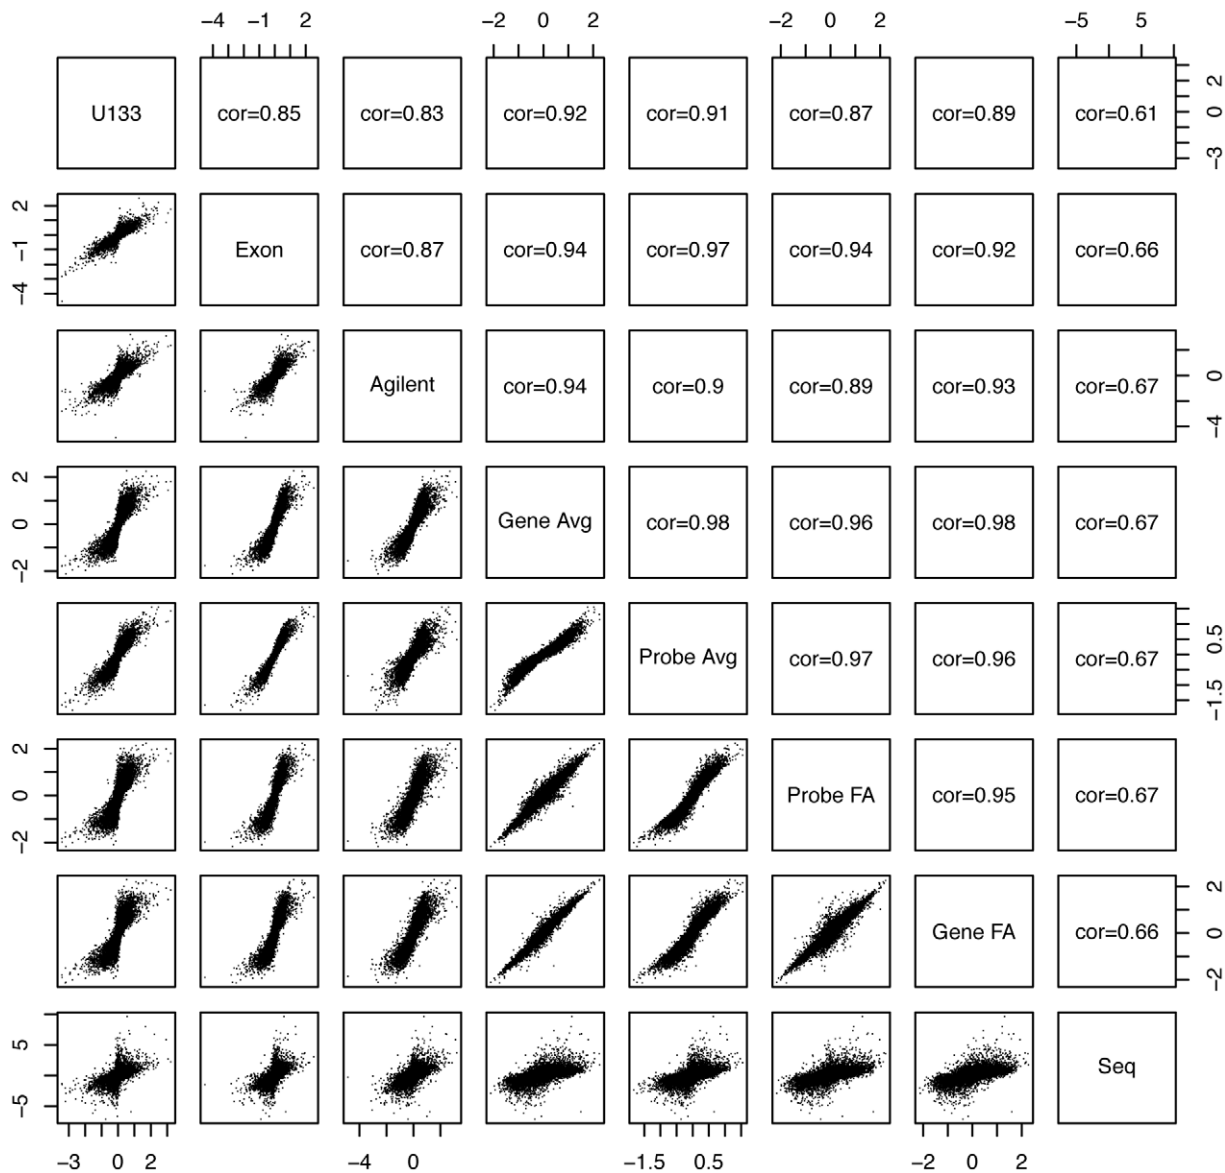 −4 −1 2 −2 0 2 −2 0 2 −5 5
U133 cor=0.85 cor=0.83 cor=0.92 cor=0.91 cor=0.87 cor=0.89 cor=0.61 −3 0 2
−4 −1 2 Exon cor=0.87 cor=0.94 cor=0.97 cor=0.94 cor=0.92 cor=0.66
Agilent cor=0.94 cor=0.9 cor=0.89 cor=0.93 cor=0.67 −4 0
−2 0 2 Gene Avg cor=0.98 cor=0.96 cor=0.98 cor=0.67
Probe Avg cor=0.97 cor=0.96 cor=0.67 −1.5 0.5
−2 0 2 Probe FA cor=0.95 cor=0.67
Gene FA cor=0.66 −2 0 2
−5 5 Seq
−3 0 2 −4 0 −1.5 0.5 −2 0 2